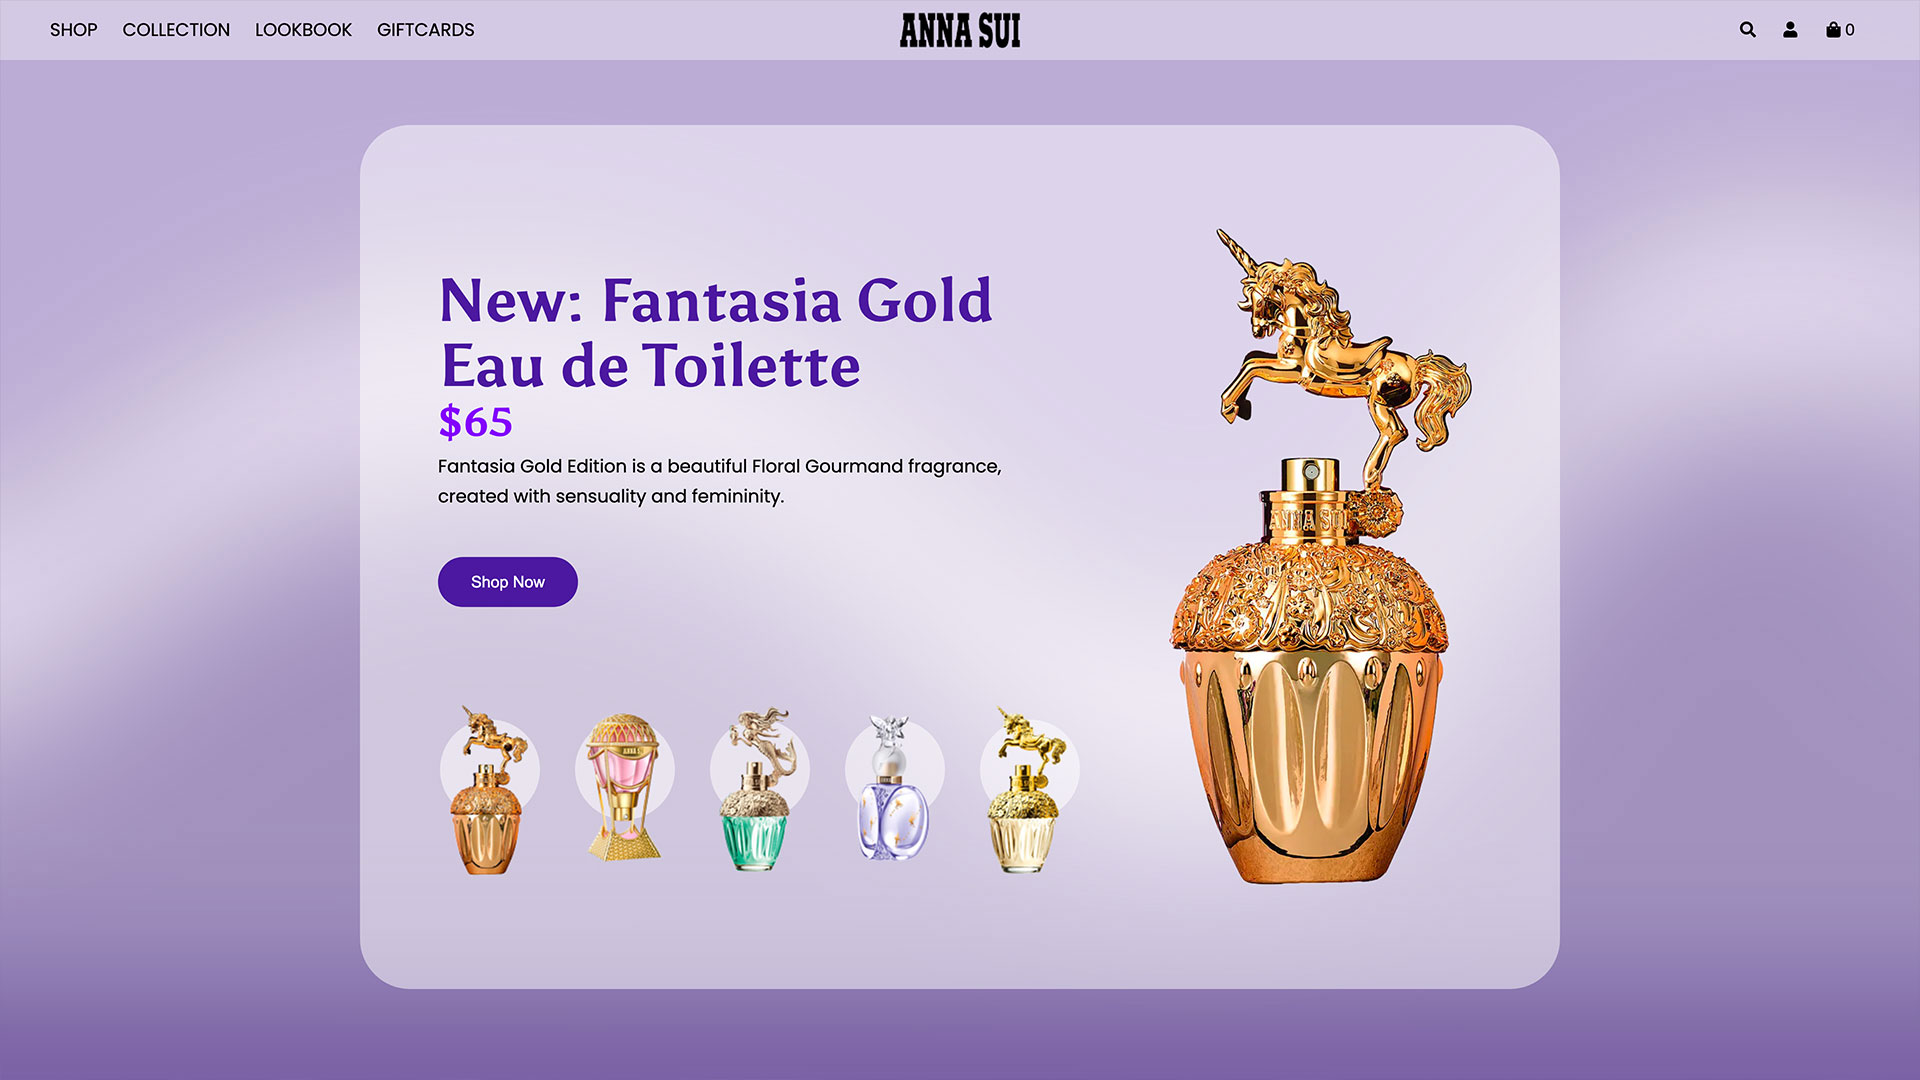 SHOP COLLECTION LOOKBOOK GIFTCARDS
ANNA SUI
0
New: Fantasia Gold
Eau de Toilette
$65
Fantasia Gold Edition is a beautiful Floral Gourmand fragrance,
created with sensuality and femininity.
Shop Now
ANNA SUI